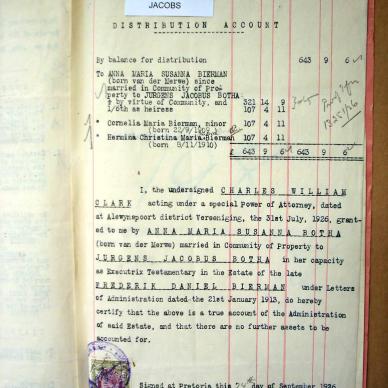 JACOBS
DISTRIBUTION ACCOUNT
By balance for distribution 643 9 6
To ANNA MARIA SUSANNA BIERMAN
(born van der Merwe) since
married in Community of Pro-
perty to JURGENS JACOBUS BOTHA
½ by virtue of Community, and 321 14 9
1/6th as heiress 107 4 11
" Cornelia Maria Bierman, minor 107 4 11
(born 22/9/1909
" Hermina Christina Maria Bierman 107 4 11
(born 8/11/1910)
£ 643 9 6 £ 643 9 6
I, the undersigned CHARLES WILLIAM
CLARK acting under a special Power of Attorney, dated
at Alewynspoort district Vereeniging, the 31st July, 1926, grant-
ed to me by ANNA MARIA SUSANNA BOTHA
(born van der Merwe) married in Community of Property to
JURGENS JACOBUS BOTHA in her capacity
as Executrix Testamentary in the Estate of the late
FREDERIK DANIEL BIERMAN under Letters
of Administration dated the 21st January 1913, do hereby
certify that the above is a true account of the Administration
of said Estate, and that there are no further assets to be
accounted for.
Signed at Pretoria this 24th day of September 1926